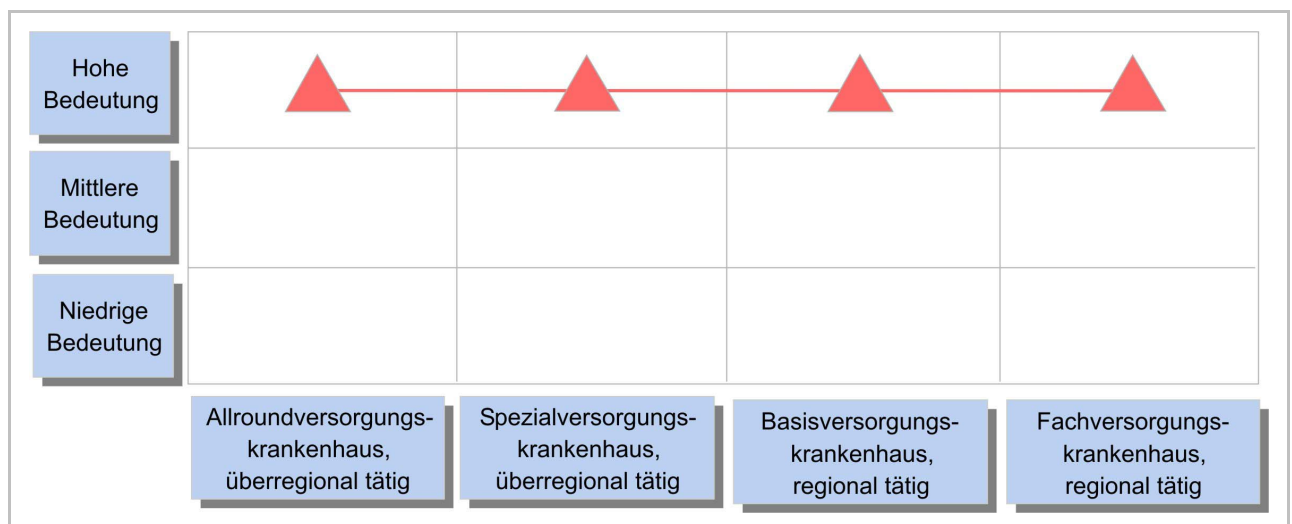 Hohe
Bedeutung
Mittlere
Bedeutung
Niedrige
Bedeutung
Allroundversorgungs-
krankenhaus,
überregional tätig
Spezialversorgungs-
krankenhaus,
überregional tätig
Basisversorgungs-
krankenhaus,
regional tätig
Fachversorgungs-
krankenhaus,
regional tätig